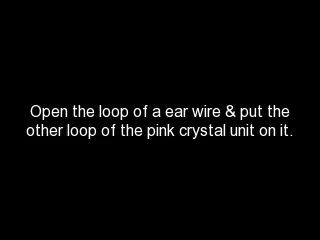 Open the loop of a ear wire & put the
other loop of the pink crystal unit on it.